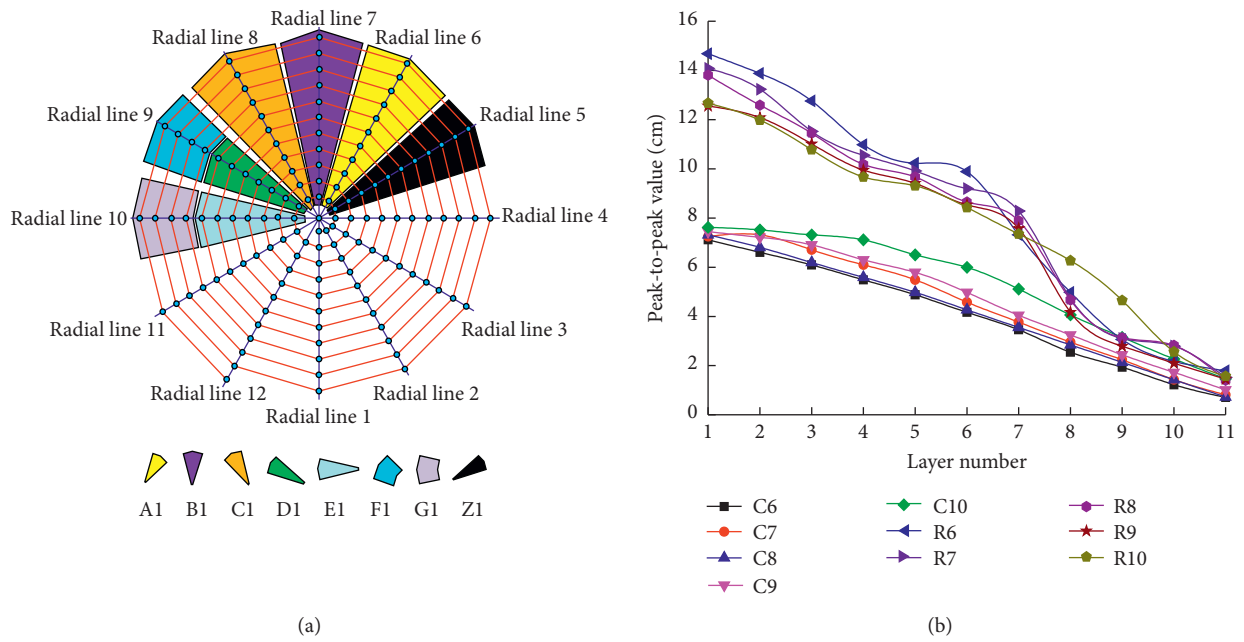 Radial line 7
Radial line 8
Radial line 6
Radial line 9
Radial line 5
Radial line 10
Radial line 4
Radial line 11
Radial line 3
Radial line 12
Radial line 2
Radial line 1
A1 B1 C1 D1 E1 F1 G1 Z1
(a)
Peak-to-peak value (cm)
16
14
12
10
8
6
4
2
0
1 2 3 4 5 6 7 8 9 10 11
Layer number
C6 C10 R8
C7 R6 R9
C8 R7 R10
C9
(b)